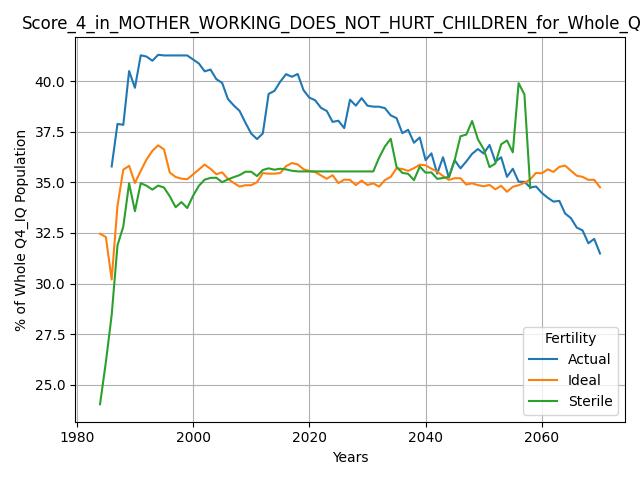 Score_4_in_MOTHER_WORKING_DOES_NOT_HURT_CHILDREN_for_Whole_Q
% of Whole Q4_IQ Population
40.0
37.5
35.0
32.5
30.0
27.5
25.0
1980
2000
2020
2040
2060
Years
Fertility
Actual
Ideal
Sterile